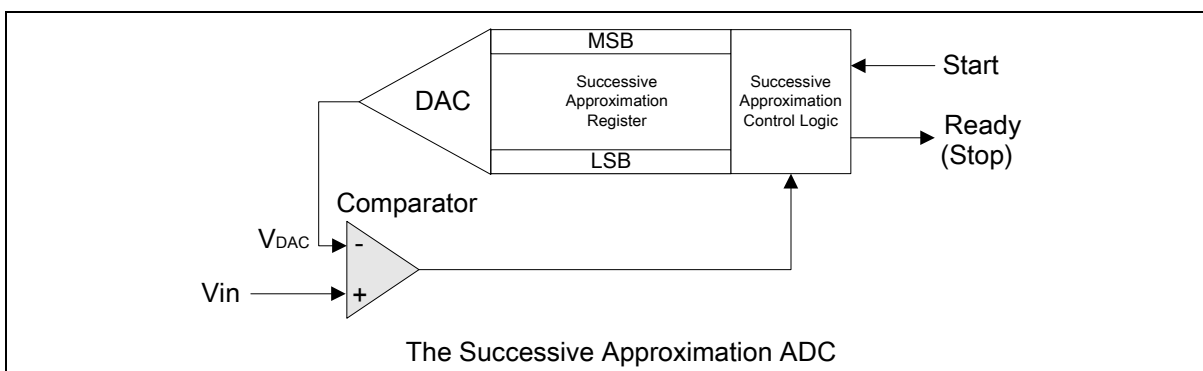 MSB
DAC
Successive
Approximation
Register
Successive
Approximation
Control Logic
Start
Ready
(Stop)
LSB
Comparator
VDAC
-
Vin
+
The Successive Approximation ADC